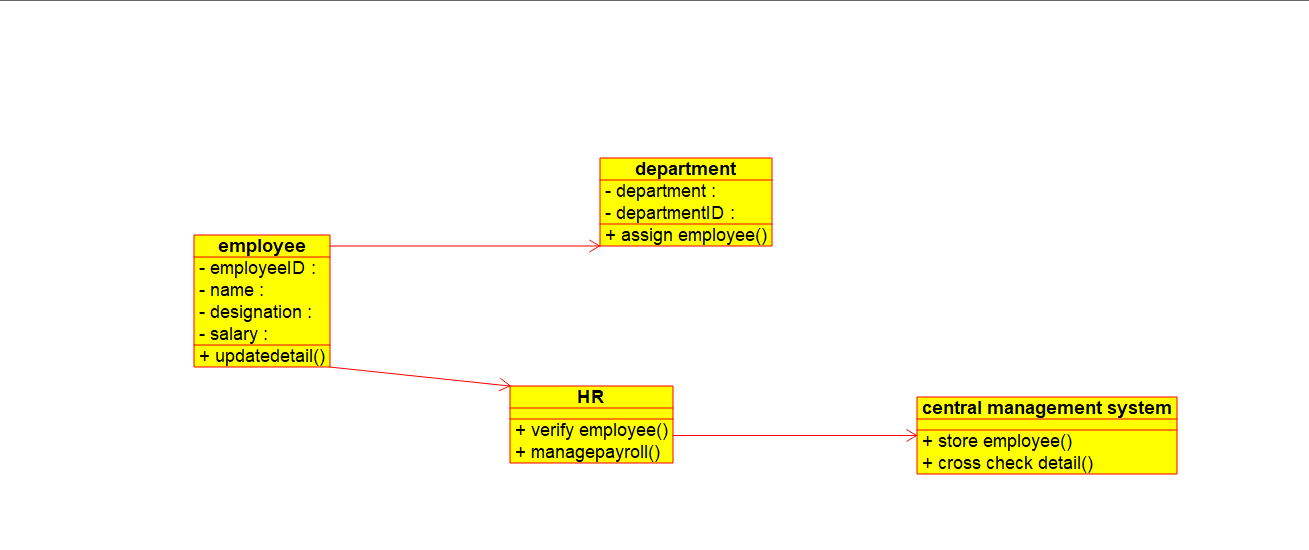 department
- department :
- departmentID :
+ assign employee()
employee
- employeeID :
- name :
- designation :
- salary :
+ updatedetail()
HR
+ verify employee()
+ managepayroll()
central management system
+ store employee()
+ cross check detail()